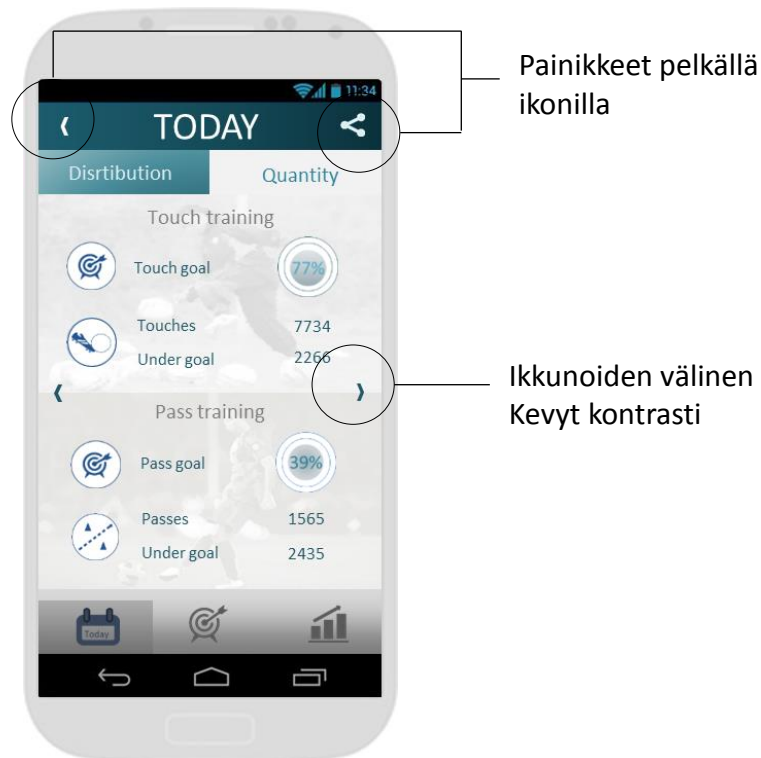 11:34
TODAY
Disrtibution Quantity
Touch training
Touch goal 77%
Touches 7734
Under goal 2266
Pass training
Pass goal 39%
Passes 1565
Under goal 2435
Today
Painikkeet pelkällä
ikonilla
Ikkunoiden välinen
Kevyt kontrasti